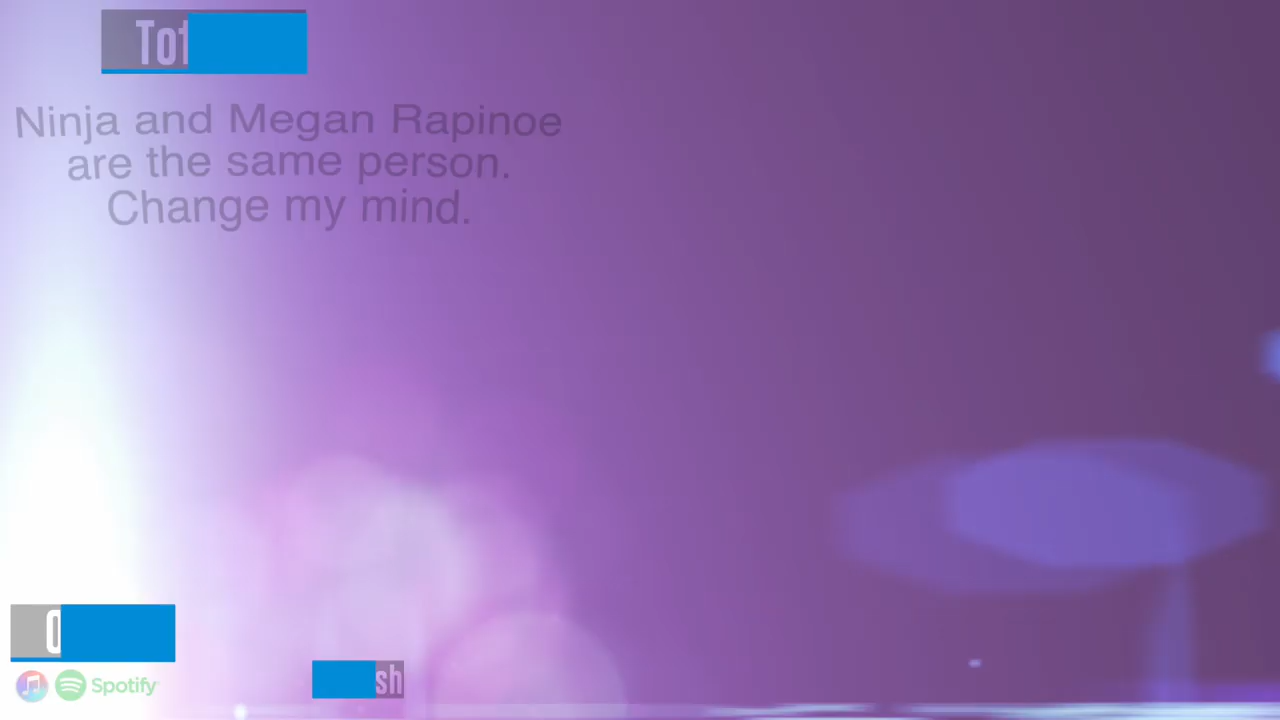 Ninja and Megan Rapinoe
are the same person.
Change my mind.
Spotify